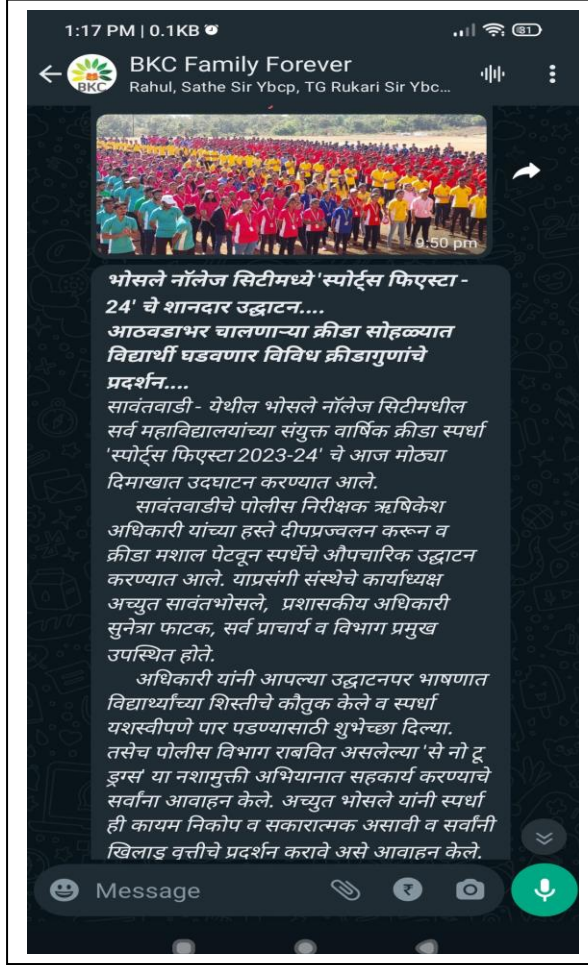 1:17 PM | 0.1KB
81
BKC Family Forever
Rahul, Sathe Sir Ybcp, TG Rukari Sir Ybc...
BKC
9:50 pm
भोसले नॉलेज सिटीमध्ये 'स्पोर्ट्स फिएस्टा -
24' चे शानदार उद्घाटन....
आठवडाभर चालणाऱ्या क्रीडा सोहळ्यात
विद्यार्थी घडवणार विविध क्रीडागुणांचे
प्रदर्शन....
सावंतवाडी - येथील भोसले नॉलेज सिटीमधील
सर्व महाविद्यालयांच्या संयुक्त वार्षिक क्रीडा स्पर्धा
'स्पोर्ट्स फिएस्टा 2023-24' चे आज मोठ्या
दिमाखात उदघाटन करण्यात आले.
सावंतवाडीचे पोलीस निरीक्षक ऋषिकेश
अधिकारी यांच्या हस्ते दीपप्रज्वलन करून व
क्रीडा मशाल पेटवून स्पर्धेचे औपचारिक उद्घाटन
करण्यात आले. याप्रसंगी संस्थेचे कार्याध्यक्ष
अच्युत सावंतभोसले, प्रशासकीय अधिकारी
सुनेत्रा फाटक, सर्व प्राचार्य व विभाग प्रमुख
उपस्थित होते.
अधिकारी यांनी आपल्या उद्घाटनपर भाषणात
विद्यार्थ्यांच्या शिस्तीचे कौतुक केले व स्पर्धा
यशस्वीपणे पार पडण्यासाठी शुभेच्छा दिल्या.
तसेच पोलीस विभाग राबवित असलेल्या 'से नो टू
ड्रग्स' या नशामुक्ती अभियानात सहकार्य करण्याचे
सर्वांना आवाहन केले. अच्युत भोसले यांनी स्पर्धा
ही कायम निकोप व सकारात्मक असावी व सर्वांनी
खिलाडू वृत्तीचे प्रदर्शन करावे असे आवाहन केले.
Message
₹